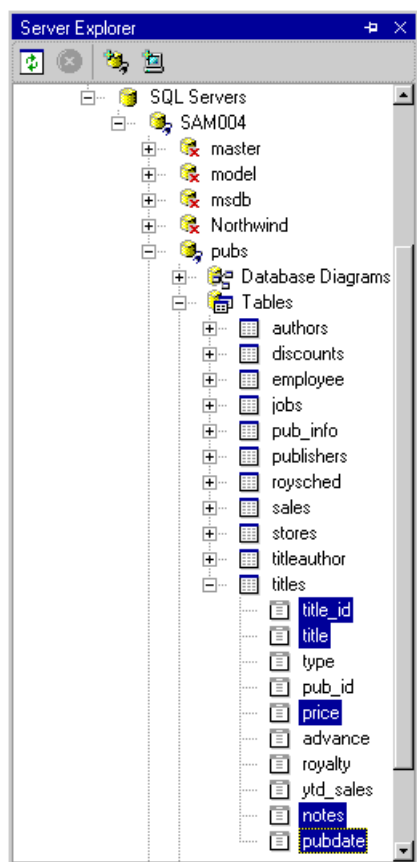 Server Explorer
SQL Servers
SAM004
master
model
msdb
Northwind
pubs
Database Diagrams
Tables
authors
discounts
employee
jobs
pub_info
publishers
roysched
sales
stores
titleauthor
titles
title_id
title
type
pub_id
price
advance
royalty
ytd_sales
notes
pubdate